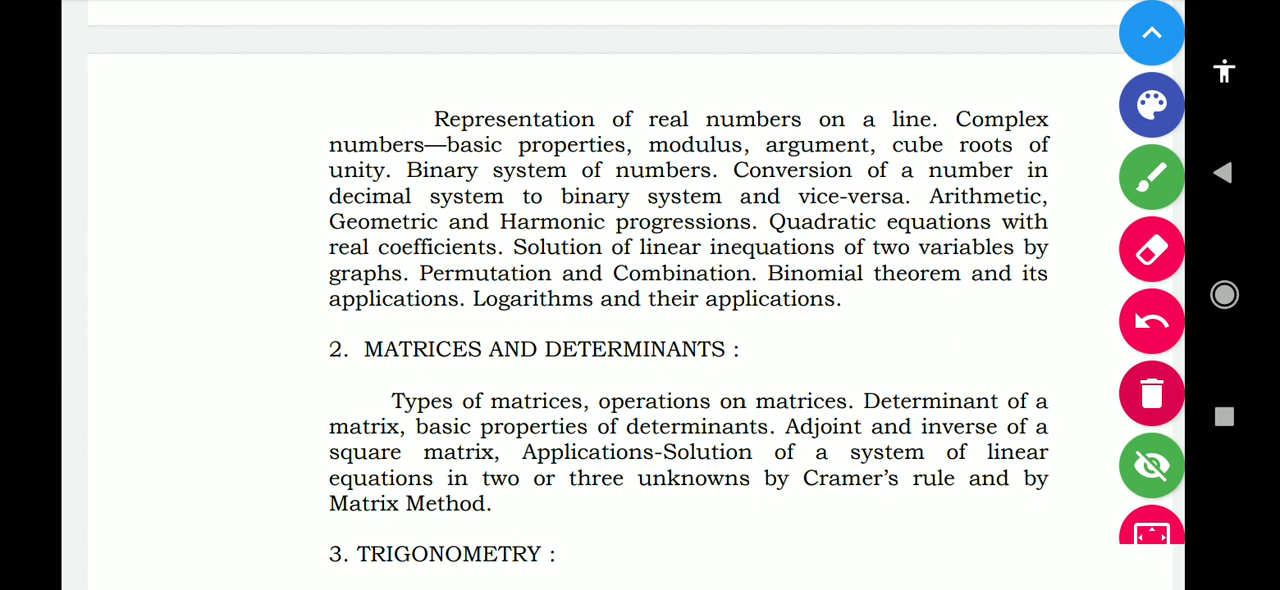 Representation of real numbers on a line. Complex
numbers—basic properties, modulus, argument, cube roots of
unity. Binary system of numbers. Conversion of a number in
decimal system to binary system and vice-versa. Arithmetic,
Geometric and Harmonic progressions. Quadratic equations with
real coefficients. Solution of linear inequations of two variables by
graphs. Permutation and Combination. Binomial theorem and its
applications. Logarithms and their applications.
2. MATRICES AND DETERMINANTS :
Types of matrices, operations on matrices. Determinant of a
matrix, basic properties of determinants. Adjoint and inverse of a
square matrix, Applications-Solution of a system of linear
equations in two or three unknowns by Cramer's rule and by
Matrix Method.
3. TRIGONOMETRY :